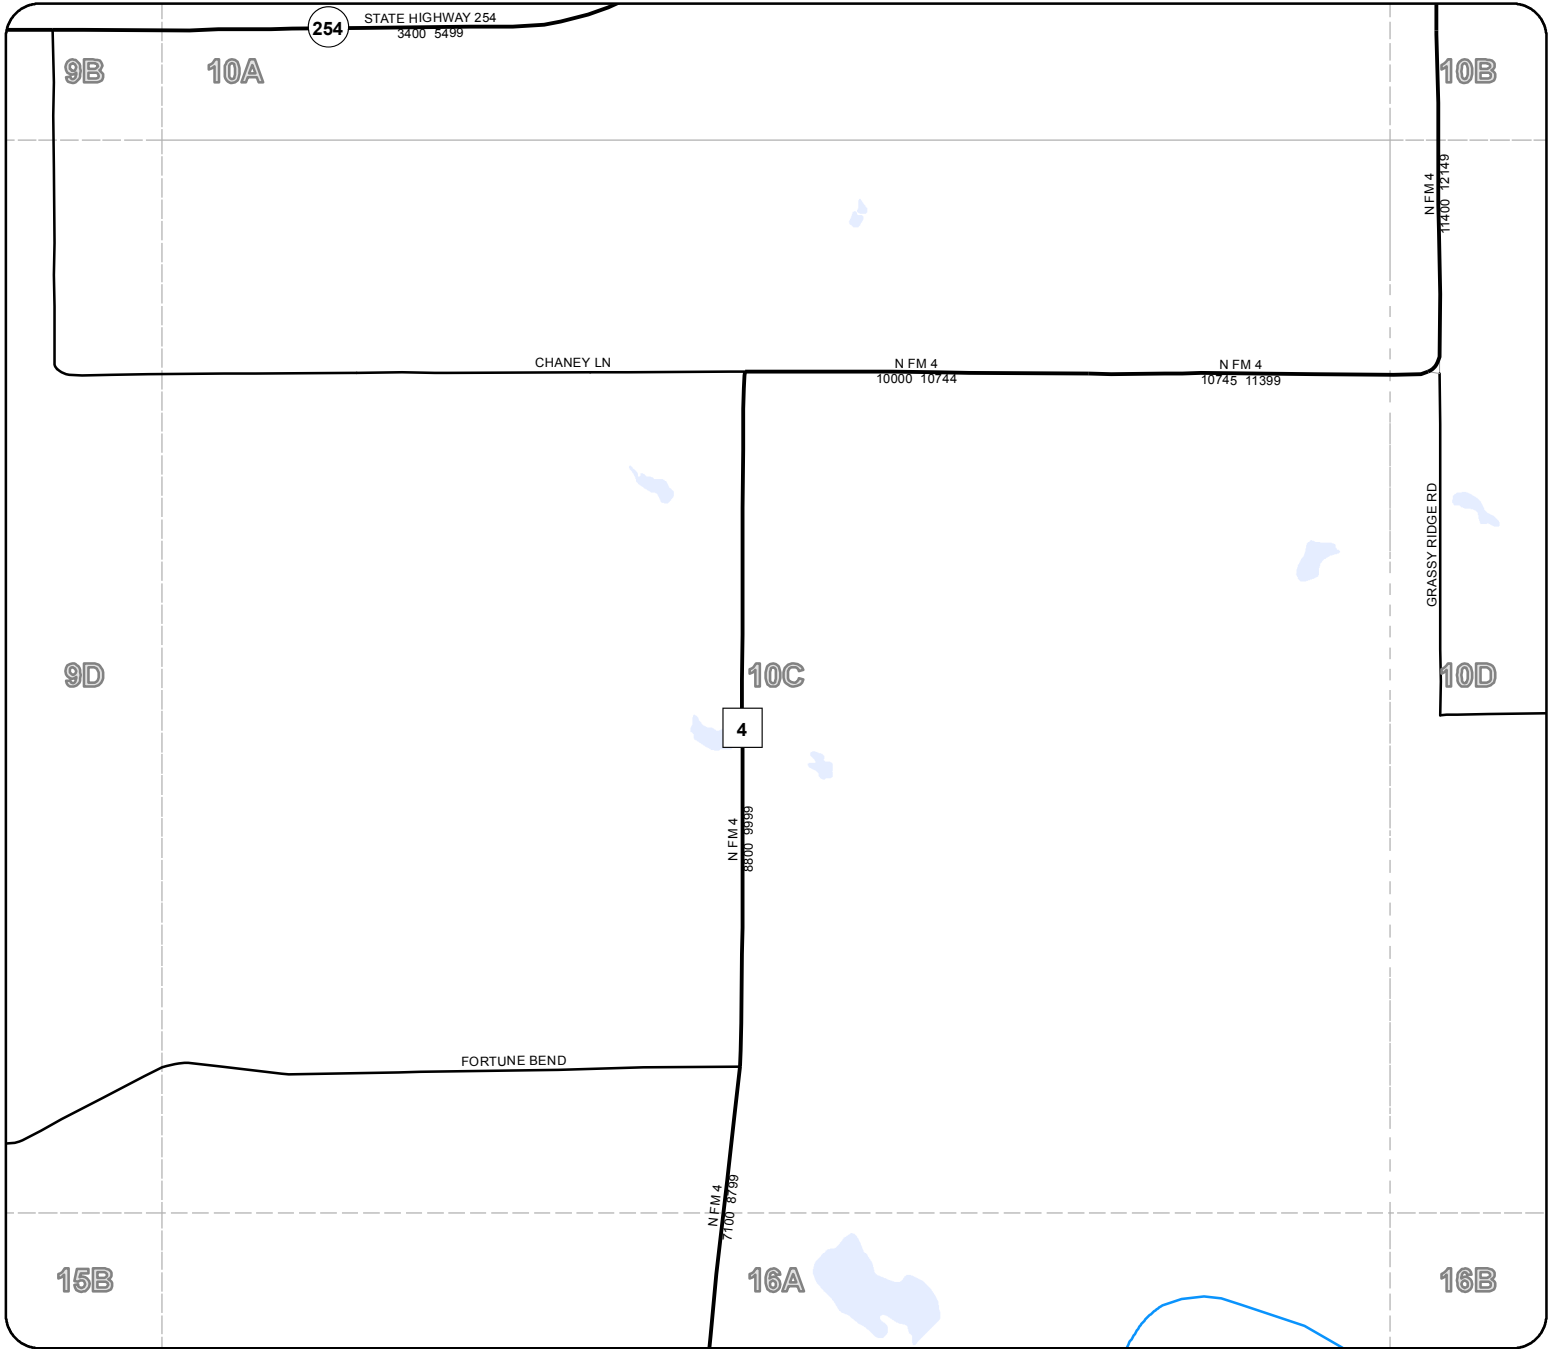 254
STATE HIGHWAY 254
3400 5499
9B
10A
10B
N FM 4
11400 12149
CHANEY LN
N FM 4
10000 10744
N FM 4
10745 11399
GRASSY RIDGE RD
9D
10C
10D
4
N FM 4
8800 9999
FORTUNE BEND
N FM 4
7100 8799
15B
16A
16B